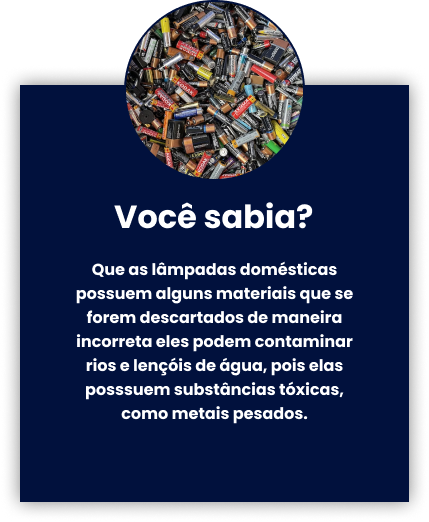 Você sabia?
Que as lâmpadas domésticas
possuem alguns materiais que se
forem descartados de maneira
incorreta eles podem contaminar
rios e lençóis de água, pois elas
posssuem substâncias tóxicas,
como metais pesados.